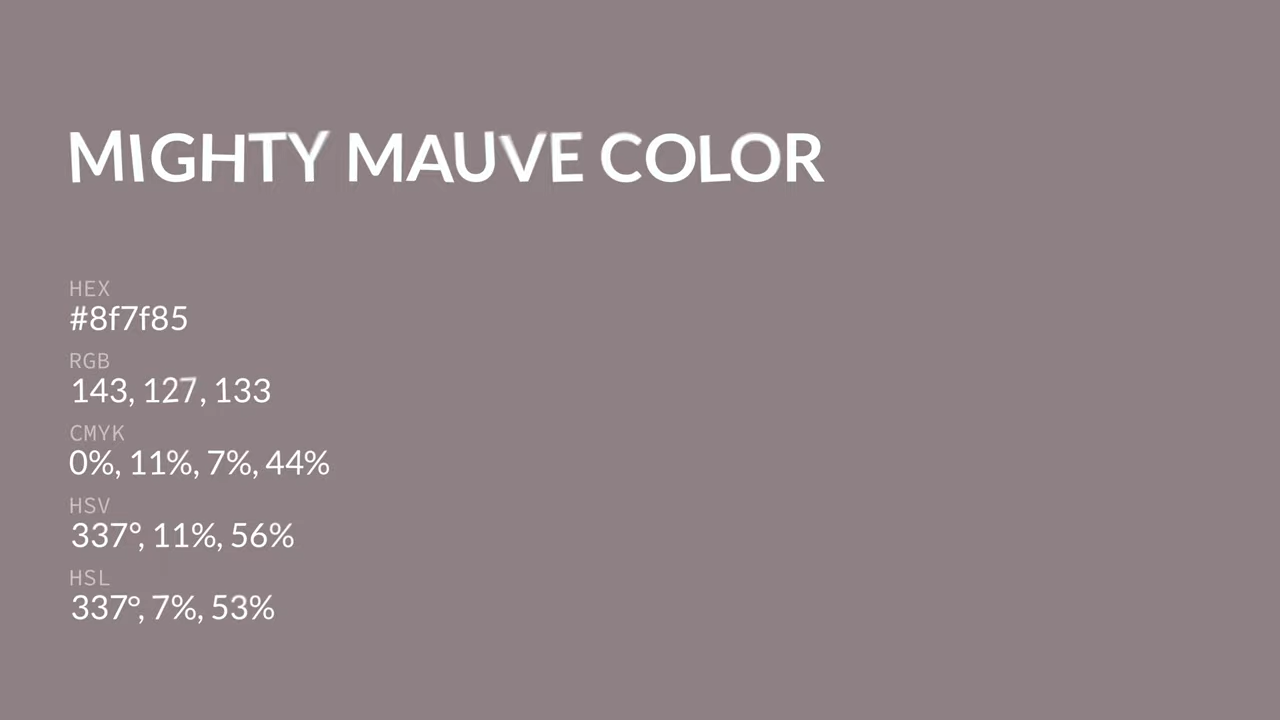 MIGHTY MAUVE COLOR
HEX
#8f7f85
RGB
143, 127, 133
CMYK
0%, 11%, 7%, 44%
HSV
337°, 11%, 56%
HSL
337°, 7%, 53%